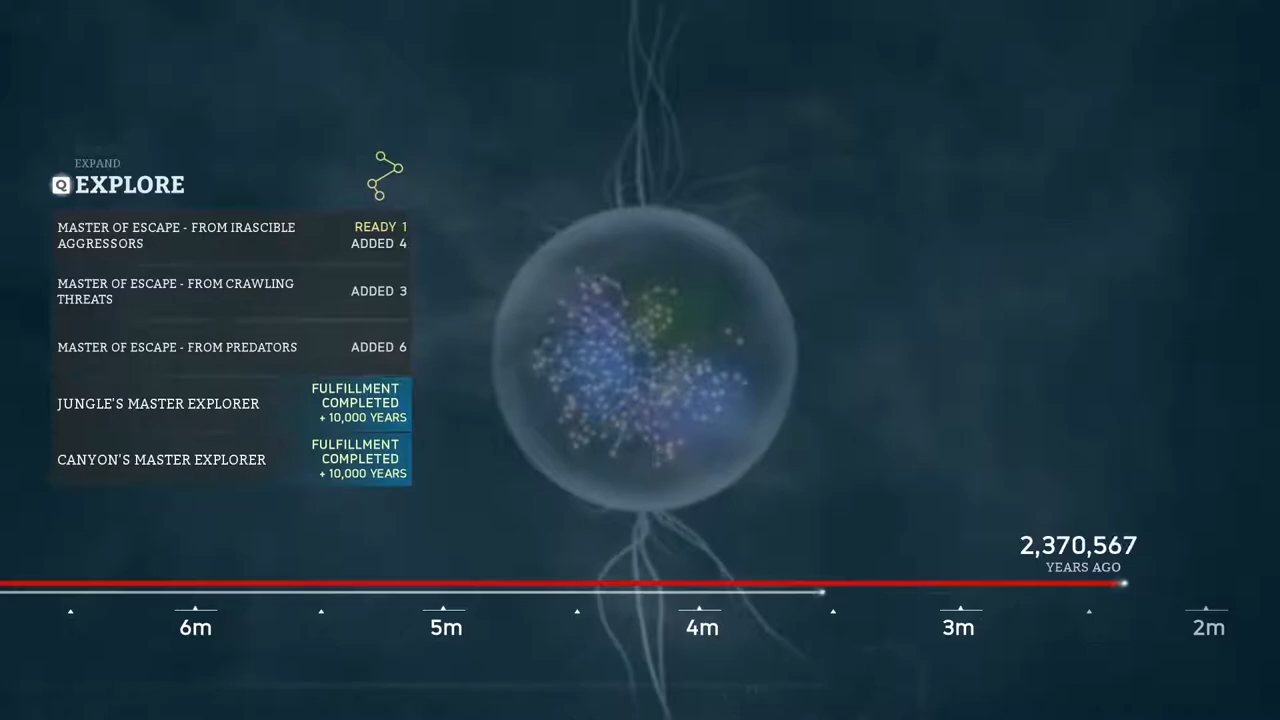 EXPAND
Q EXPLORE
MASTER OF ESCAPE - FROM IRASCIBLE
AGGRESSORS
READY 1
ADDED 4
MASTER OF ESCAPE - FROM CRAWLING
THREATS
ADDED 3
MASTER OF ESCAPE - FROM PREDATORS
ADDED 6
JUNGLE'S MASTER EXPLORER
FULFILLMENT
COMPLETED
+ 10,000 YEARS
CANYON'S MASTER EXPLORER
FULFILLMENT
COMPLETED
+ 10,000 YEARS
2,370,567
YEARS AGO
6m 5m 4m 3m 2m